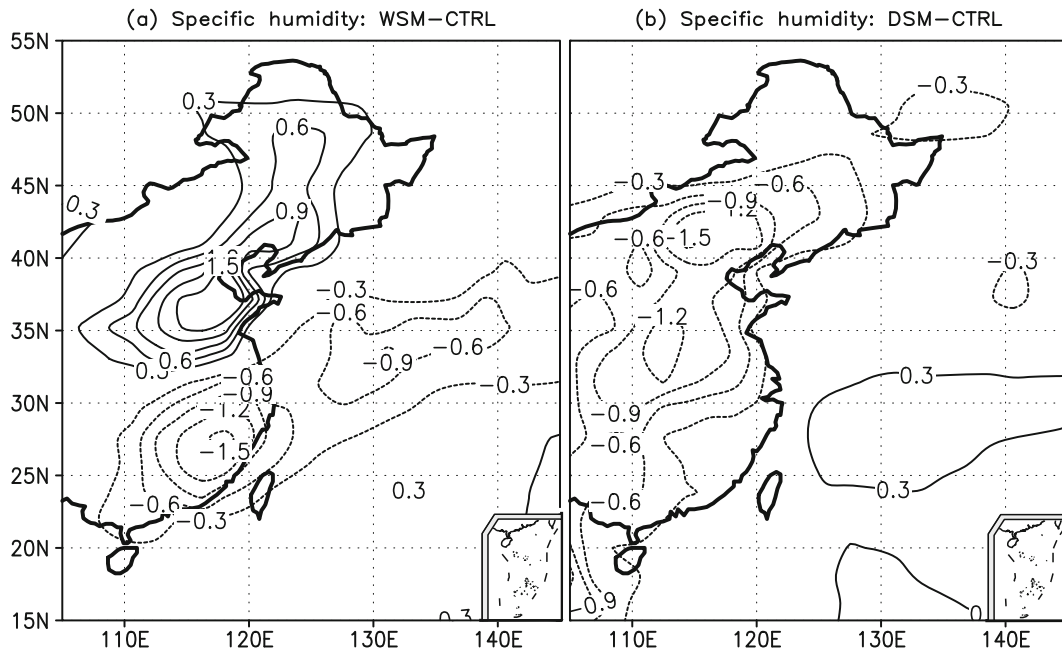 (a) Specific humidity: WSM−CTRL
(b) Specific humidity: DSM−CTRL
55N
50N
45N
40N
35N
30N
25N
20N
15N
0.3
0.6
0.3
0.9
1.5
0.6
−0.3
−0.6
−0.9
−0.6
−0.3
−0.6
−0.9
−1.2
−1.5
−0.6
−0.3
0.3
−0.3
−0.3
−0.6
−0.9
−0.6
−1.5
−0.6
−1.2
−0.3
−0.9
−0.6
−0.6
−0.9
0.3
0.3
110E
120E
130E
140E
110E
120E
130E
140E